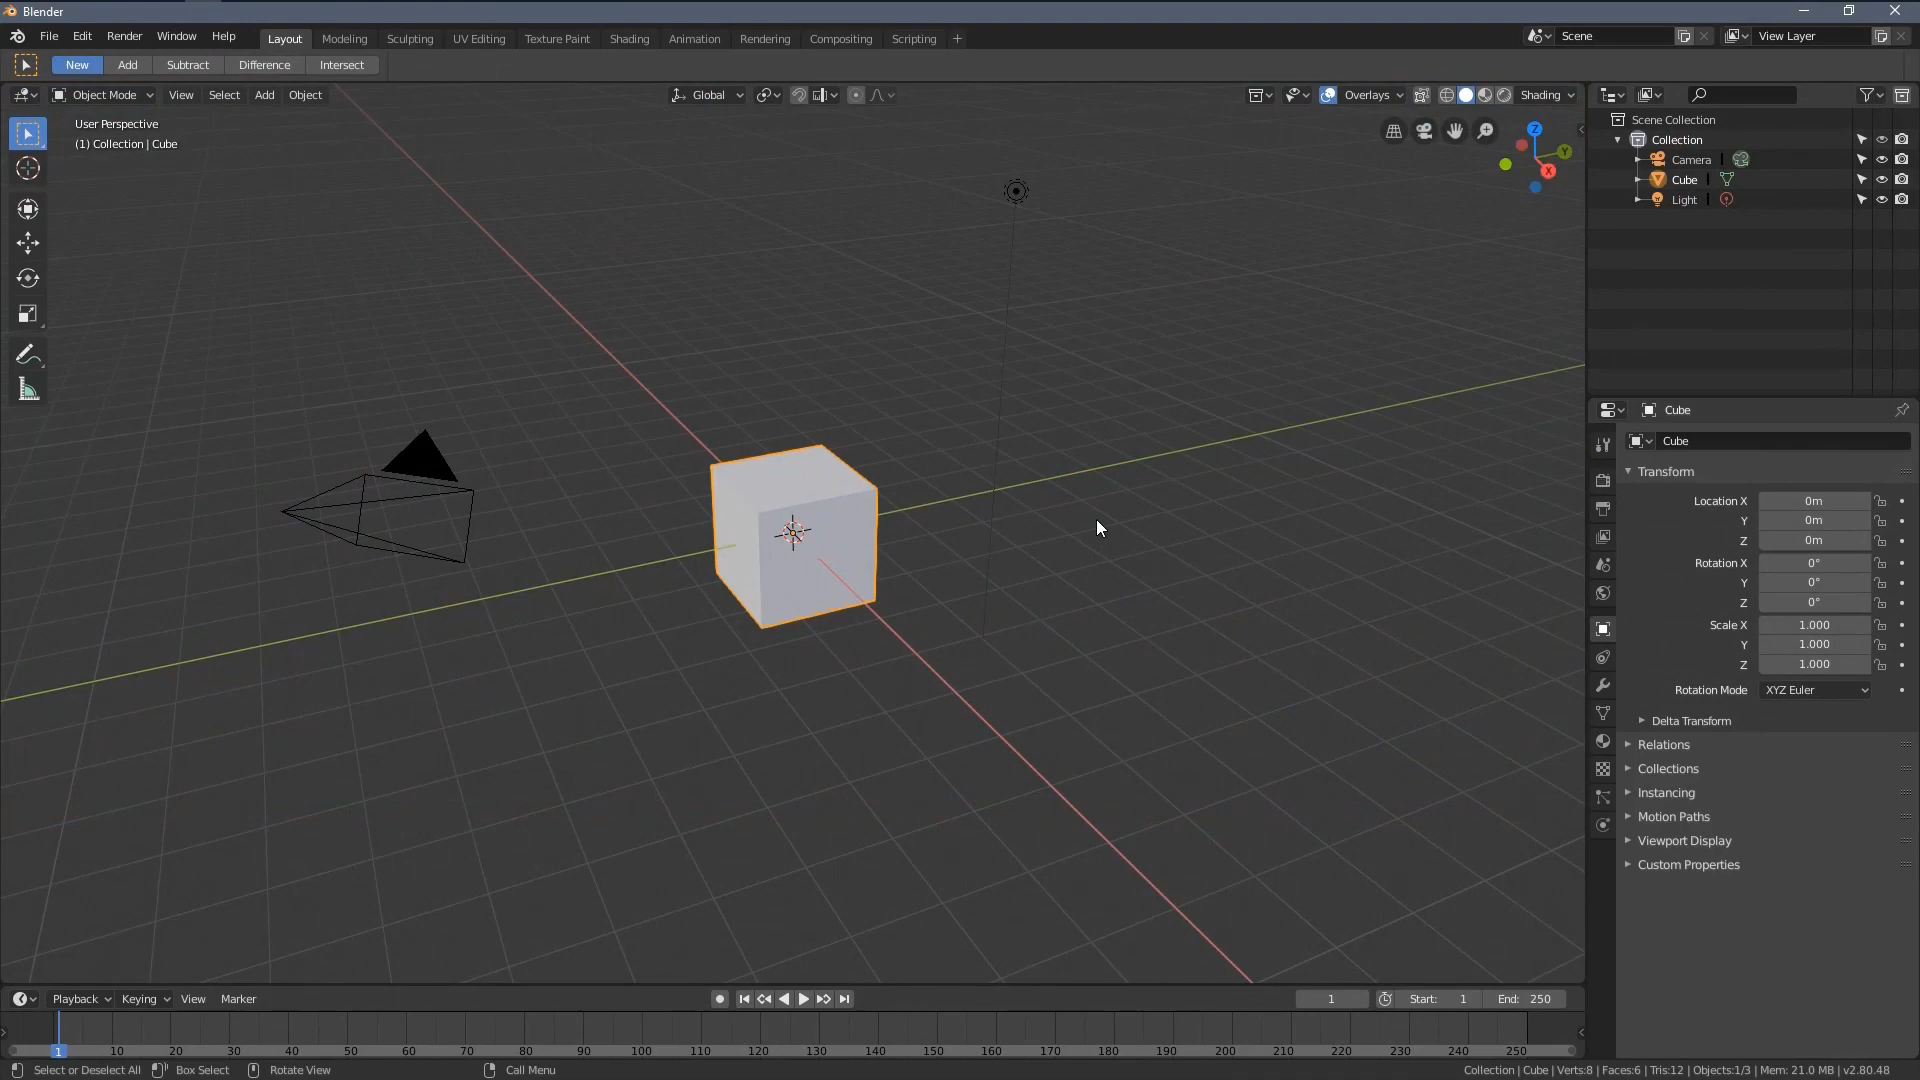 Blender
File Edit Render Window Help Layout Modeling Sculpting UV Editing Texture Paint Shading Animation Rendering Compositing Scripting + Scene View Layer
New Add Subtract Difference Intersect
Object Mode View Select Add Object Global Overlays Shading
User Perspective
(1) Collection | Cube
Z
Y
X
Scene Collection
Collection
Camera
Cube
Light
Cube
Cube
Transform
Location X 0m
Y 0m
Z 0m
Rotation X 0°
Y 0°
Z 0°
Scale X 1.000
Y 1.000
Z 1.000
Rotation Mode XYZ Euler
Delta Transform
Relations
Collections
Instancing
Motion Paths
Viewport Display
Custom Properties
Playback Keying View Marker 1 Start: 1 End: 250
1 10 20 30 40 50 60 70 80 90 100 110 120 130 140 150 160 170 180 190 200 210 220 230 240 250
Select or Deselect All Box Select Rotate View Call Menu Collection | Cube | Verts:8 | Faces:6 | Tris:12 | Objects:1/3 | Mem: 21.0 MB | v2.80.48